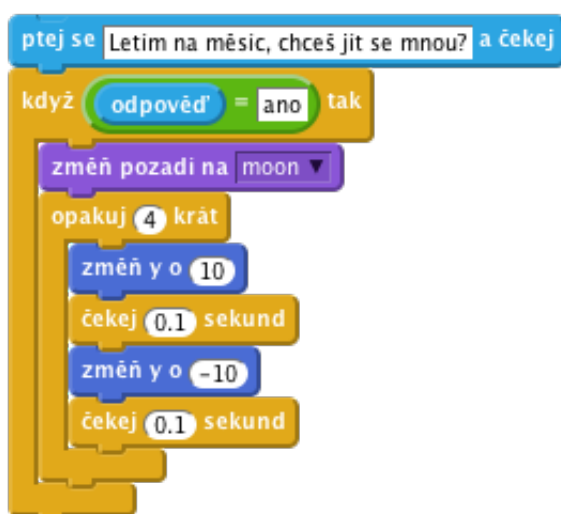 ptej se Letim na měsic, chceš jit se mnou? a čekej
když odpověď = ano tak
změň pozadi na moon
opakuj 4 krát
změň y o 10
čekej 0.1 sekund
změň y o -10
čekej 0.1 sekund